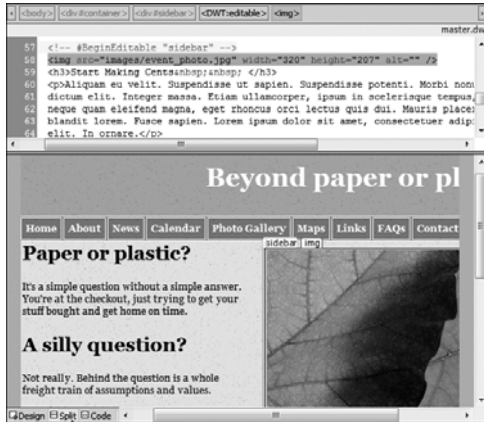 <body> <div#container> <div#sidebar> <DWT:editable> <img>
master.dw
57 <!-- #BeginEditable "sidebar" -->
58 <img src="images/event_photo.jpg" width="320" height="207" alt="" />
59 <h3>Start Making Cents&nbsp;&nbsp; </h3>
60 <p>Aliquam eu velit. Suspendisse ut sapien. Suspendisse potenti. Morbi non
61 dictum elit. Integer massa. Etiam ullamcorper, ipsum in scelerisque tempus,
62 neque quam eleifend magna, eget rhoncus orci lectus quis dui. Mauris place
63 blandit lorem. Fusce sapien. Lorem ipsum dolor sit amet, consectetuer adip
64 elit. In ornare.</p>
Beyond paper or pl
Home About News Calendar Photo Gallery Maps Links FAQs Contact
sidebar img
Paper or plastic?
It's a simple question without a simple answer.
You're at the checkout, just trying to get your
stuff bought and get home on time.
A silly question?
Not really. Behind the question is a whole
freight train of assumptions and values.
Design Split Code